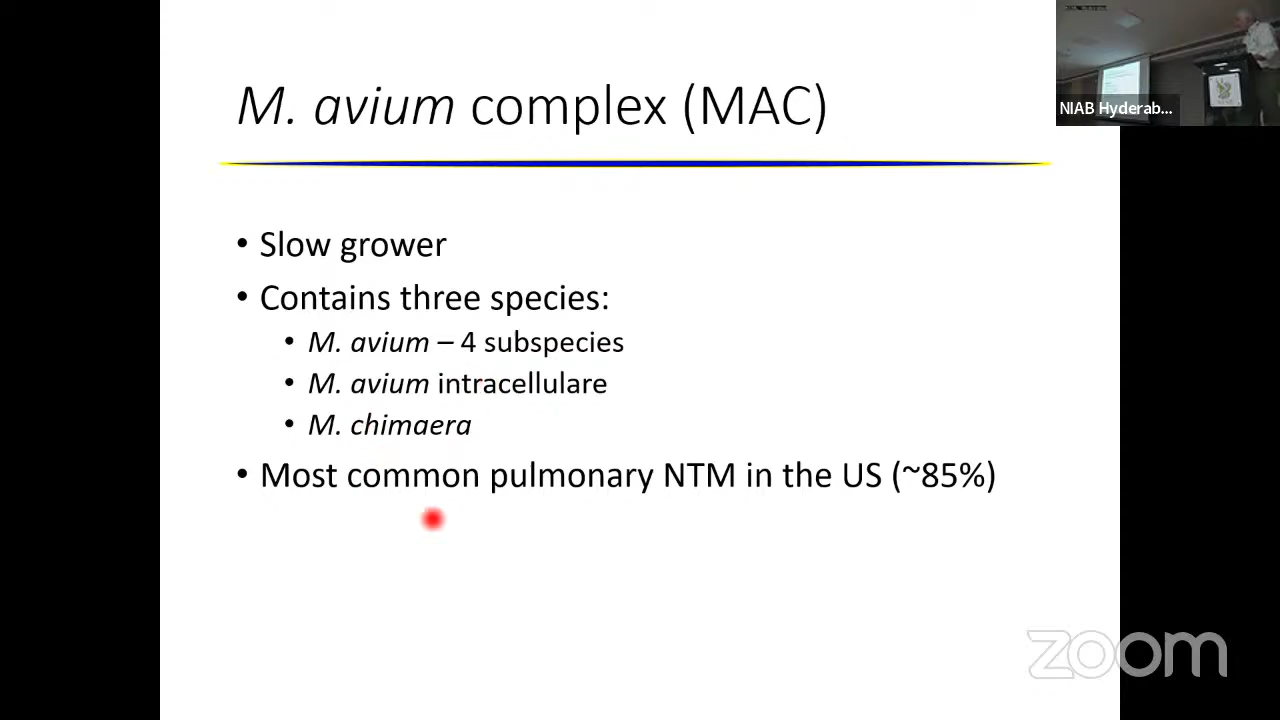 M. avium complex (MAC)
NIAB Hyderab...
• Slow grower
• Contains three species:
• M. avium – 4 subspecies
• M. avium intracellulare
• M. chimaera
• Most common pulmonary NTM in the US (~85%)
zoom